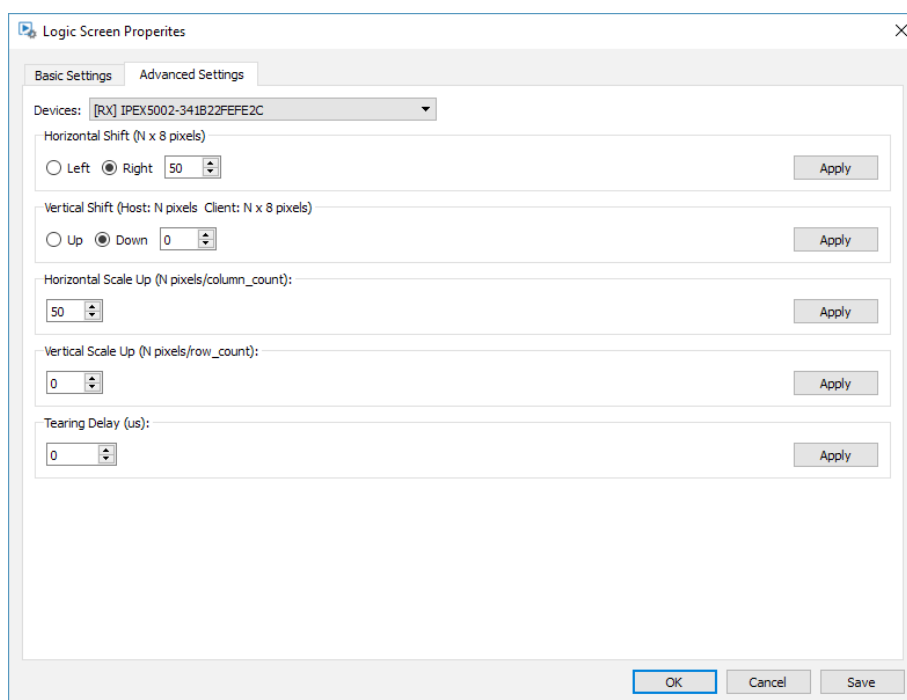 Logic Screen Properites
Basic Settings Advanced Settings
Devices: [RX] IPEX5002-341B22FEFE2C
Horizontal Shift (N x 8 pixels)
Left Right 50 Apply
Vertical Shift (Host: N pixels Client: N x 8 pixels)
Up Down 0 Apply
Horizontal Scale Up (N pixels/column_count):
50 Apply
Vertical Scale Up (N pixels/row_count):
0 Apply
Tearing Delay (us):
0 Apply
OK Cancel Save